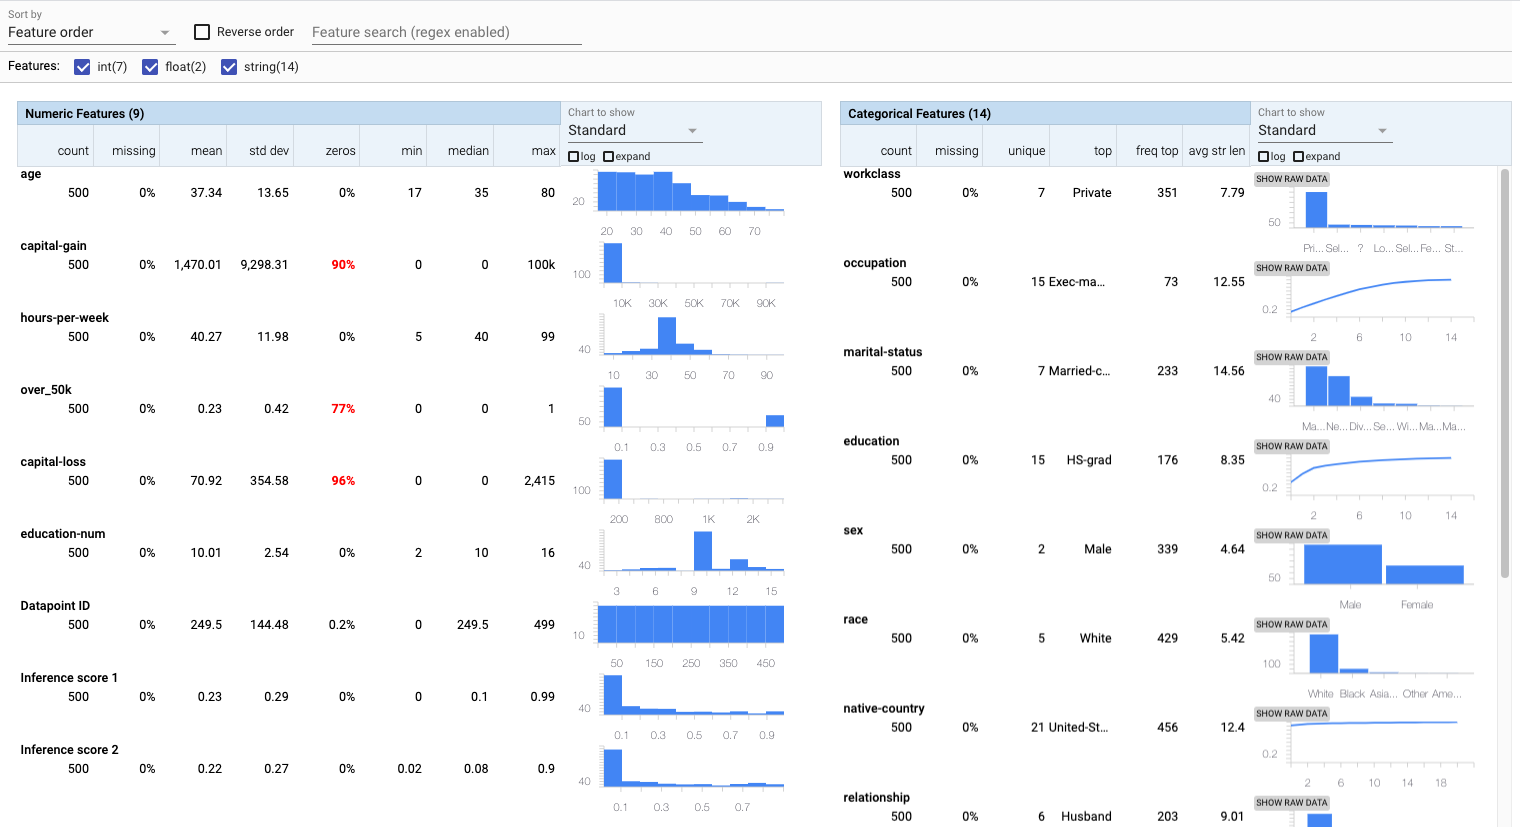 Sort by
Feature order
Reverse order
Feature search (regex enabled)
Features: int(7) float(2) string(14)
Numeric Features (9)
Chart to show
Standard
log expand
count missing mean std dev zeros min median max
age
500 0% 37.34 13.65 0% 17 35 80
20
20 30 40 50 60 70
capital-gain
500 0% 1,470.01 9,298.31 90% 0 0 100k
100
10K 30K 50K 70K 90K
hours-per-week
500 0% 40.27 11.98 0% 5 40 99
40
10 30 50 70 90
over_50k
500 0% 0.23 0.42 77% 0 0 1
50
0.1 0.3 0.5 0.7 0.9
capital-loss
500 0% 70.92 354.58 96% 0 0 2,415
100
200 800 1K 2K
education-num
500 0% 10.01 2.54 0% 2 10 16
40
3 6 9 12 15
Datapoint ID
500 0% 249.5 144.48 0.2% 0 249.5 499
10
50 150 250 350 450
Inference score 1
500 0% 0.23 0.29 0% 0 0.1 0.99
40
0.1 0.3 0.5 0.7 0.9
Inference score 2
500 0% 0.22 0.27 0% 0.02 0.08 0.9
40
0.1 0.3 0.5 0.7
Categorical Features (14)
Chart to show
Standard
log expand
count missing unique top freq top avg str len
workclass
SHOW RAW DATA
500 0% 7 Private 351 7.79
50
Pri... Sel... ? Lo... Sel... Fe... St...
occupation
SHOW RAW DATA
500 0% 15 Exec-ma... 73 12.55
0.2
2 6 10 14
marital-status
SHOW RAW DATA
500 0% 7 Married-c... 233 14.56
40
Ma... Ne... Div... Se... Wi... Ma... Ma...
education
SHOW RAW DATA
500 0% 15 HS-grad 176 8.35
0.2
2 6 10 14
sex
SHOW RAW DATA
500 0% 2 Male 339 4.64
50
Male Female
race
SHOW RAW DATA
500 0% 5 White 429 5.42
100
White Black Asia... Other Ame...
native-country
SHOW RAW DATA
500 0% 21 United-St... 456 12.4
0.2
2 6 10 14 18
relationship
SHOW RAW DATA
500 0% 6 Husband 203 9.01